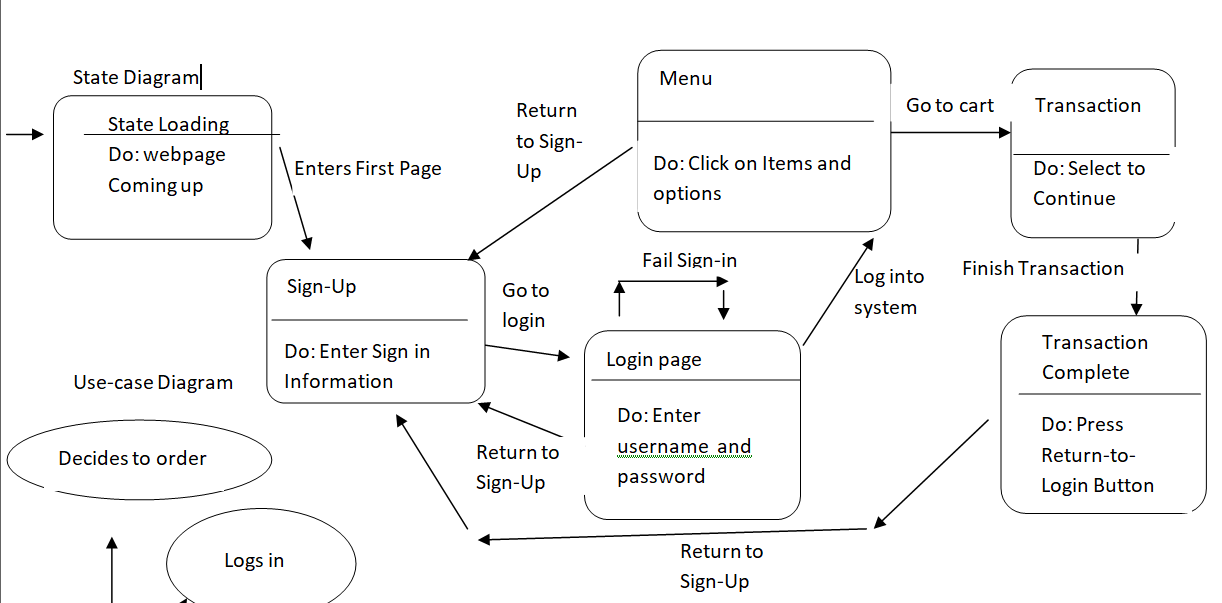 State Diagram
State Loading
Do: webpage
Coming up
Enters First Page
Return
to Sign-
Up
Menu
Do: Click on Items and
options
Go to cart
Transaction
Do: Select to
Continue
Sign-Up
Do: Enter Sign in
Information
Go to
login
Fail Sign-in
Log into
system
Finish Transaction
Login page
Do: Enter
username and
password
Transaction
Complete
Do: Press
Return-to-
Login Button
Return to
Sign-Up
Return to
Sign-Up
Use-case Diagram
Decides to order
Logs in